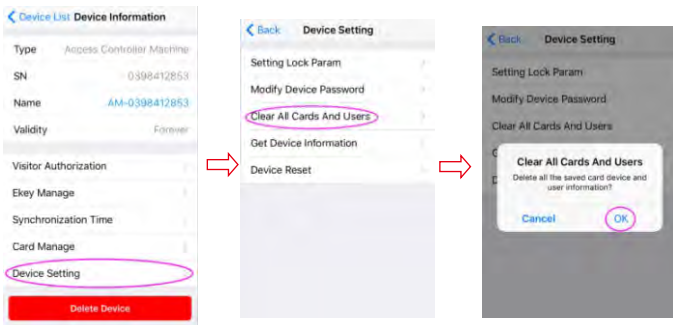 Device List Device Information
Type Access Controller Machine
SN 0398412853
Name AM-0398412853
Validity Forever
Visitor Authorization
Ekey Manage
Synchronization Time
Card Manage
Device Setting
Delete Device
Back Device Setting
Setting Lock Param
Modify Device Password
Clear All Cards And Users
Get Device Information
Device Reset
Back Device Setting
Setting Lock Param
Modify Device Password
Clear All Cards And Users
Clear All Cards And Users
Delete all the saved card device and
user information?
Cancel OK